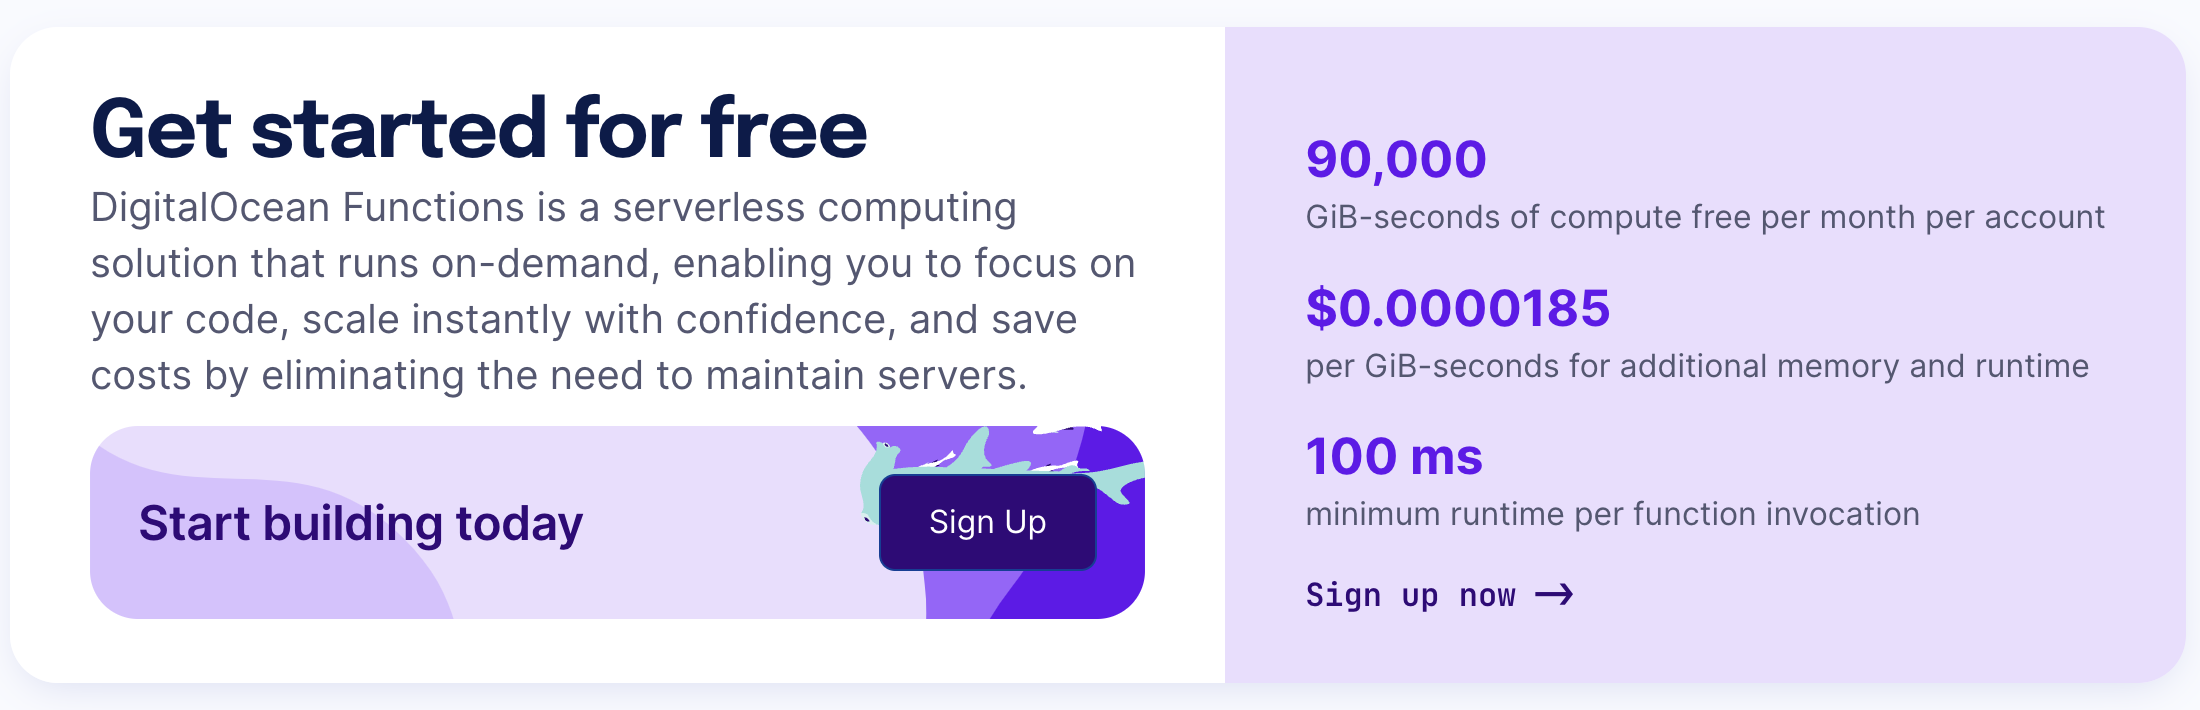 Get started for free
DigitalOcean Functions is a serverless computing
solution that runs on-demand, enabling you to focus on
your code, scale instantly with confidence, and save
costs by eliminating the need to maintain servers.
Start building today
Sign Up
90,000
GiB-seconds of compute free per month per account
$0.0000185
per GiB-seconds for additional memory and runtime
100 ms
minimum runtime per function invocation
Sign up now →